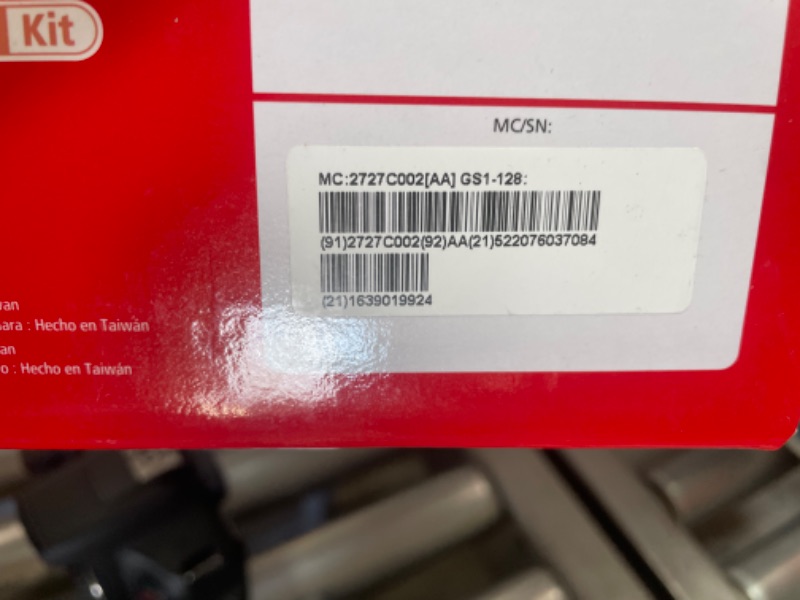 Kit
MC/SN:
MC:2727C002[AA] GS1-128:
(91)2727C002(92)AA(21)522076037084
(21)1639019924
: Hecho en Taiwán
: Hecho en Taiwán